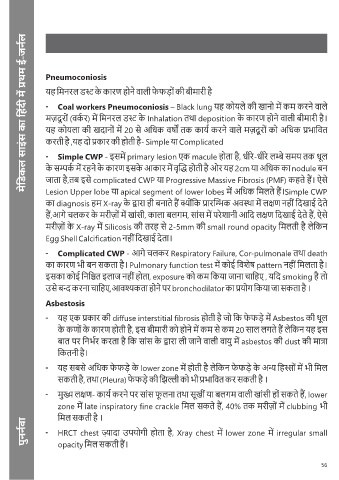 मेडिकल साइंस का हिंदी में प्रथम ई-जर्नल
Pneumoconiosis
यह मिनरल डस्ट के कारण होने वाली फेफड़ों की बीमारी है
- Coal workers Pneumoconiosis – Black lung यह कोयले की खानो में कम करने वाले
मज़दूरों (वर्कर) में मिनरल डस्ट के Inhalation तथा deposition के कारण होने वाली बीमारी है।
यह कोयला की खदानों में 20 से अधिक वर्षों तक कार्य करने वाले मज़दूरों को अधिक प्रभावित
करती है ,यह दो प्रकार की होती है- Simple या Complicated
- Simple CWP - इसमें primary lesion एक macule होता है, धीरे-धीरे लम्बे समय तक धूल
के सम्पर्क में रहने के कारण इसके आकार में वृद्धि होती है ओर यह 2cm या अधिक का nodule बन
जाता है,तब इसे complicated CWP या Progressive Massive Fibrosis (PMF) कहते हैं। ऐसे
Lesion Upper lobe या apical segment of lower lobes में अधिक मिलते हैं ISimple CWP
का diagnosis हम X-ray के द्वारा ही बनाते हैं क्योंकि प्रारम्भिक अवस्था में लक्षण नहीं दिखाई देते
हैं,आगे चलकर के मरीज़ों में खांसी, काला बलगम, सांस में परेशानी आदि लक्षण दिखाई देते हैं, ऐसे
मरीज़ों के X-ray में Silicosis की तरह से 2-5mm की small round opacity मिलती है लेकिन
Egg Shell Calcification नहीं दिखाई देता।
- Complicated CWP - आगे चलकर Respiratory Failure, Cor-pulmonale तथा death
का कारण भी बन सकता है। Pulmonary function test में कोई विशेष pattern नहीं मिलता है।
इसका कोई निश्चित इलाज नहीं होता, exposure को कम किया जाना चाहिए , यदि smoking है तो
उसे बन्द करना चाहिए,आवश्यकता होने पर bronchodilator का प्रयोग किया जा सकता है ।
Asbestosis
- यह एक प्रकार की diffuse interstitial fibrosis होती है जो कि फेफड़े में Asbestos की धूल
के कणों के कारण होती है, इस बीमारी को होने में कम से कम 20 साल लगते हैं लेकिन यह इस
बात पर निर्भर करता है कि सांस के द्वारा ली जाने वाली वायु में asbestos की dust की मात्रा
कितनी है।
- यह सबसे अधिक फेफड़े के lower zone में होती है लेकिन फेफड़े के अन्य हिस्सों में भी मिल
सकती है, तथा (Pleura) फेफड़े की झिल्ली को भी प्रभावित कर सकती है ।
- मुख्य लक्षण- कार्य करने पर सांस फूलना तथा सूखीं या बलगम वाली खांसी हो सकते हैं, lower
zone में late inspiratory fine crackle मिल सकते हैं, 40% तक मरीज़ों में clubbing भी
मिल सकती है ।
- HRCT chest ज़्यादा उपयोगी होता है, Xray chest में lower zone में irregular small
opacity मिल सकती हैं।
पुनर्नवा
56